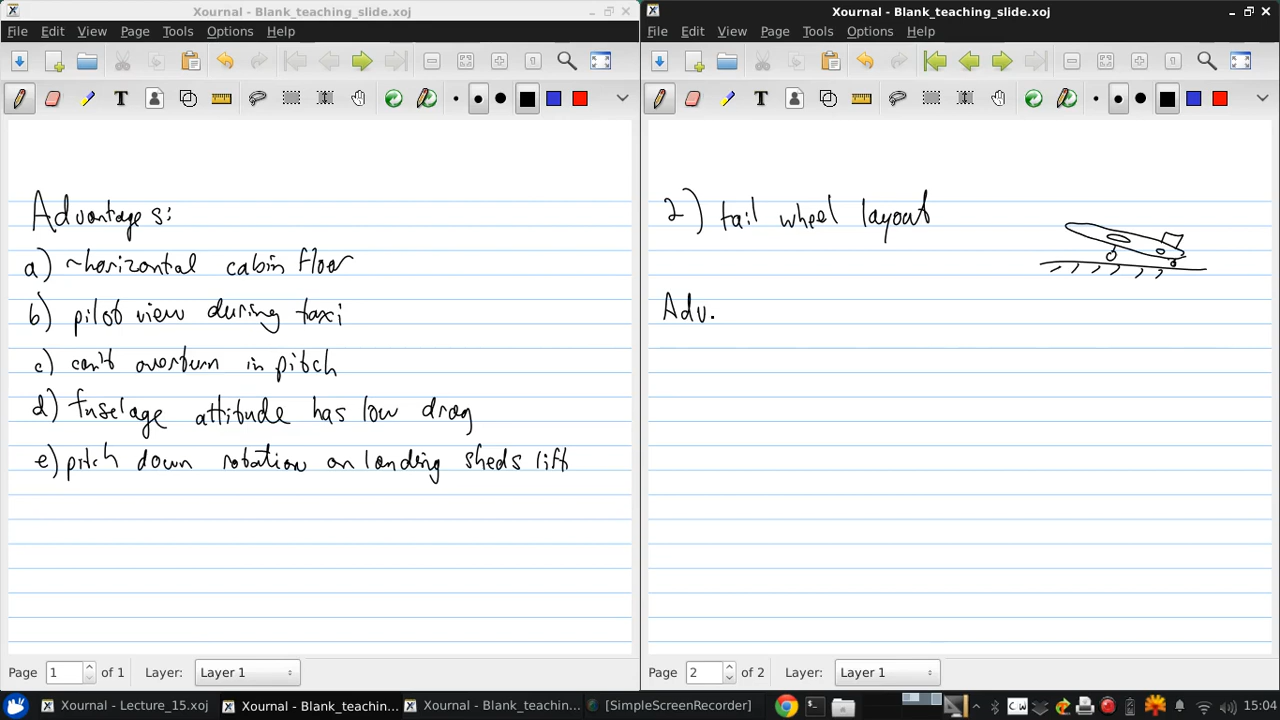 Xournal - Blank_teaching_slide.xoj
File Edit View Page Tools Options Help
Advantages:
a) ~horizontal cabin floor
b) pilot view during taxi
c) can't overturn in pitch
d) fuselage attitude has low drag
e) pitch down rotation on landing sheds lift
Page 1 of 1 Layer: Layer 1
Xournal - Blank_teaching_slide.xoj
File Edit View Page Tools Options Help
2) tail wheel layout
Adv.
Page 2 of 2 Layer: Layer 1
Xournal - Lecture_15.xoj Xournal - Blank_teachin... Xournal - Blank_teachin... [SimpleScreenRecorder] CW 15:04